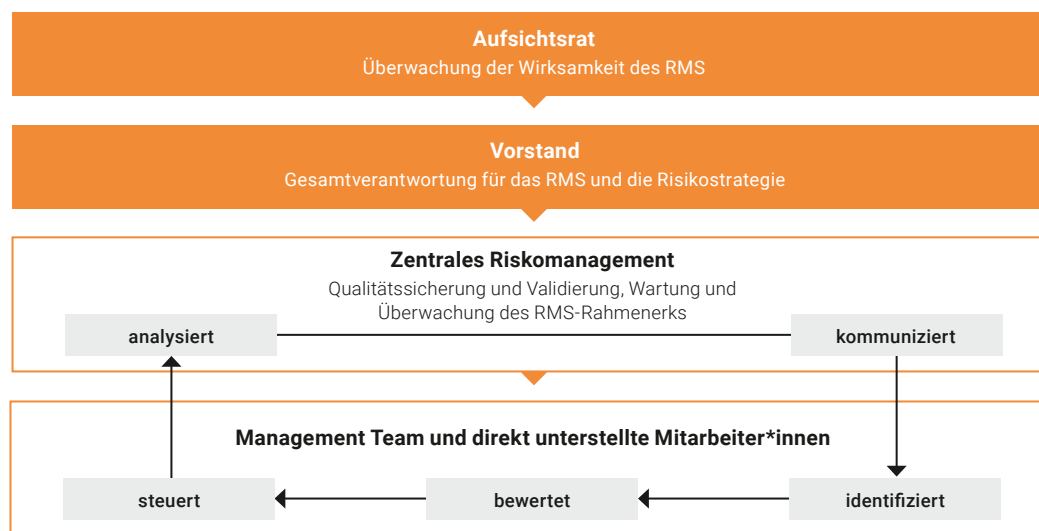 Aufsichtsrat
Überwachung der Wirksamkeit des RMS
Vorstand
Gesamtverantwortung für das RMS und die Risikostrategie
Zentrales Riskomanagement
Qualitätssicherung und Validierung, Wartung und
Überwachung des RMS-Rahmenerks
analysiert
kommuniziert
Management Team und direkt unterstellte Mitarbeiter*innen
steuert
bewertet
identifiziert